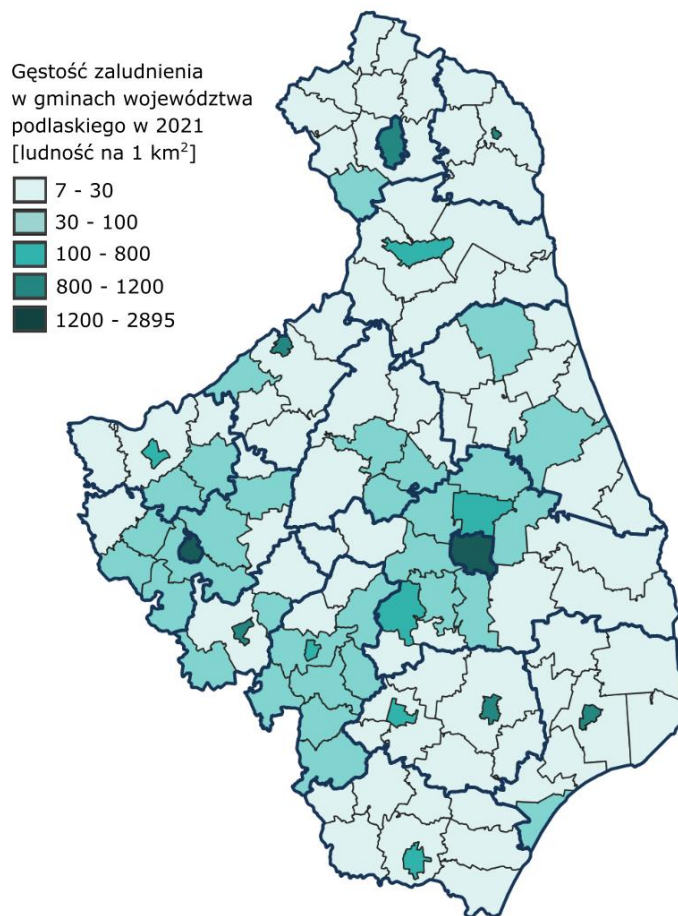 Gęstość zaludnienia
w gminach województwa
podlaskiego w 2021
[ludność na 1 km²]
7 - 30
30 - 100
100 - 800
800 - 1200
1200 - 2895